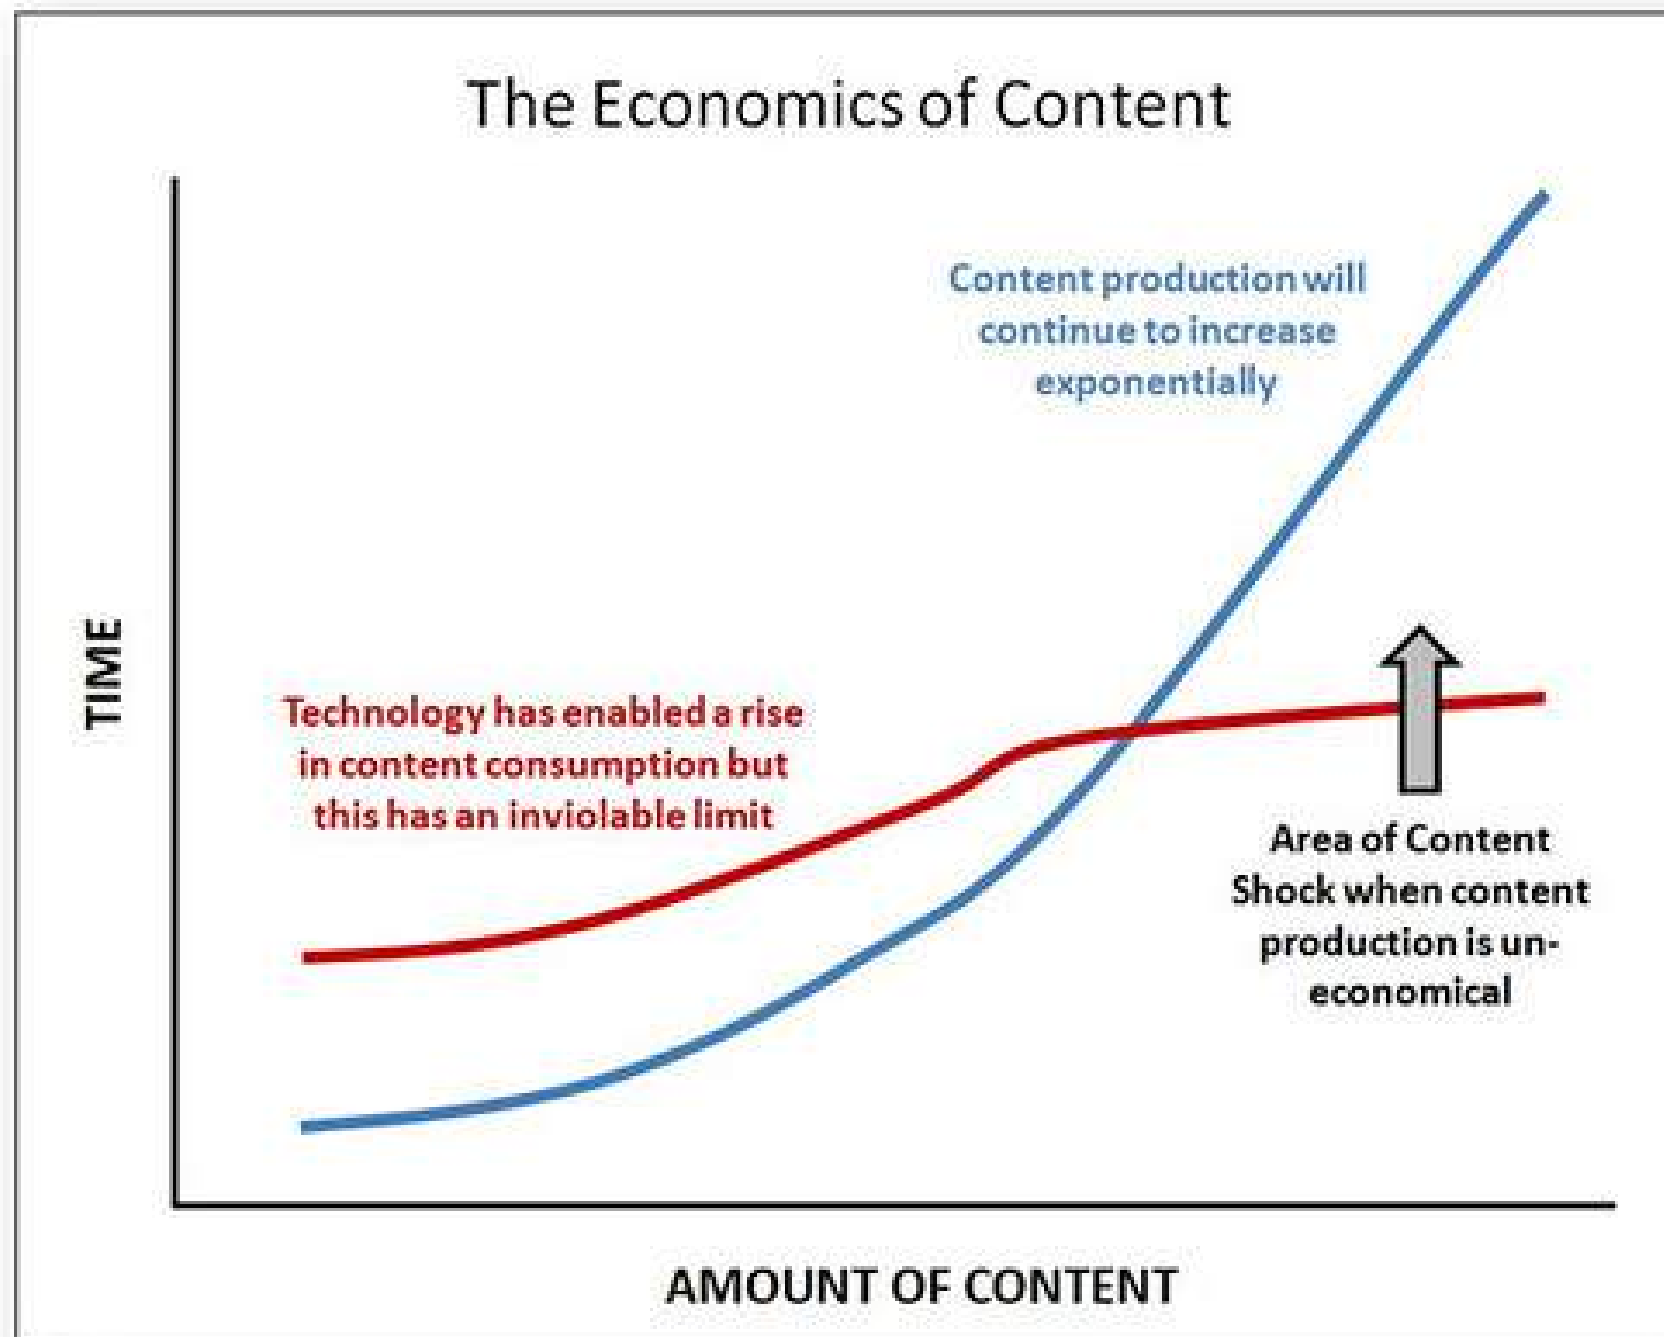 The Economics of Content
Content production will
continue to increase
exponentially
TIME
Technology has enabled a rise
in content consumption but
this has an inviolable limit
Area of Content
Shock when content
production is un-
economical
AMOUNT OF CONTENT